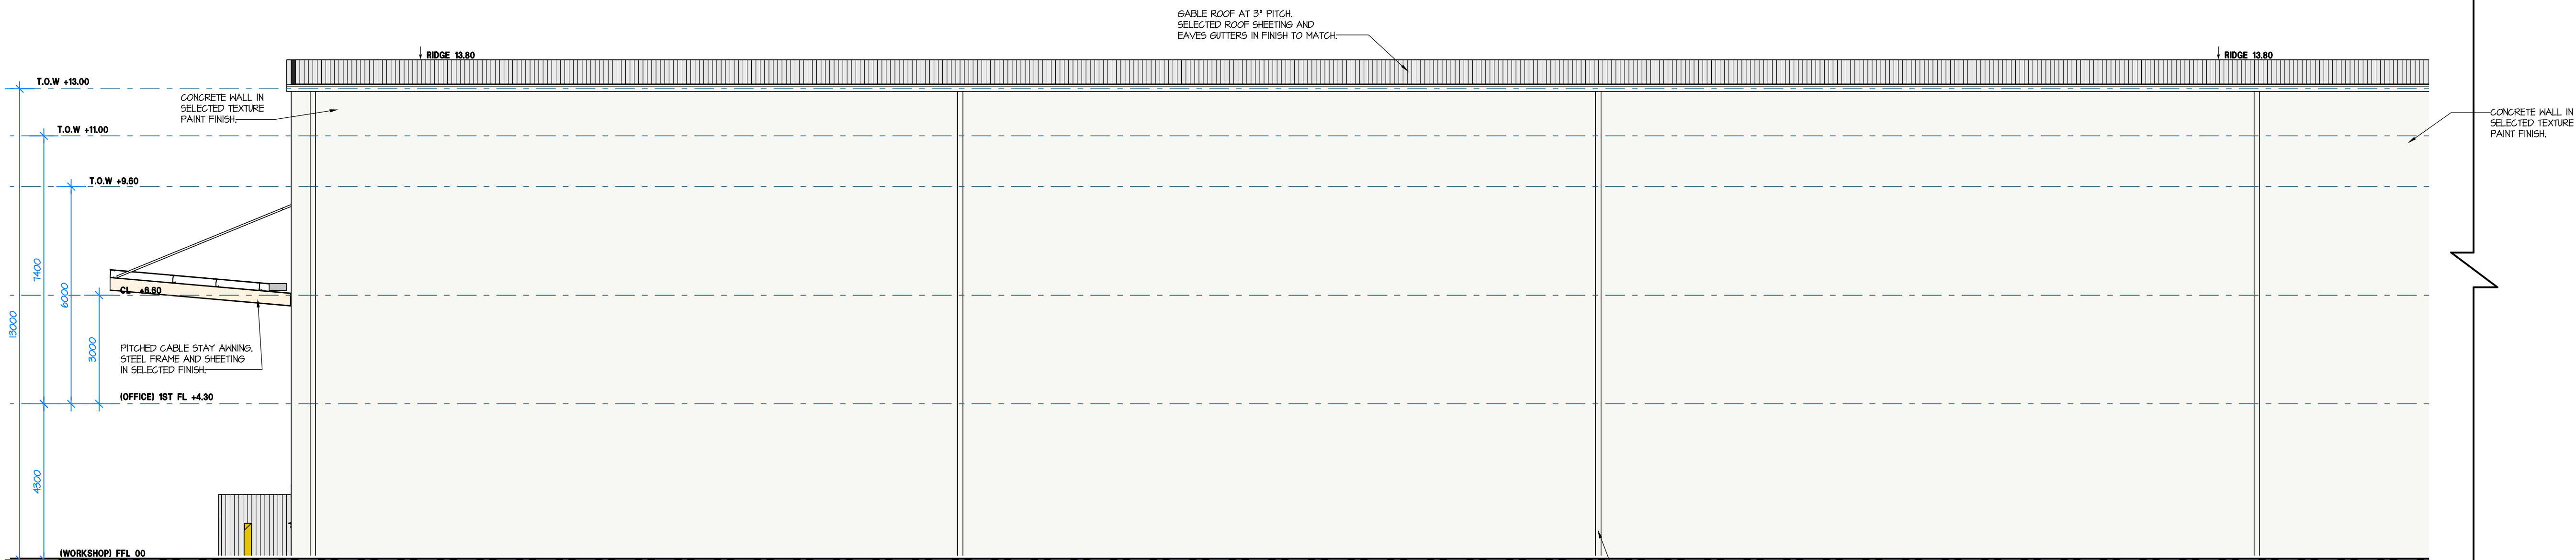 GABLE ROOF AT 3° PITCH.
SELECTED ROOF SHEETING AND
EAVES GUTTERS IN FINISH TO MATCH.
RIDGE 13.80
RIDGE 13.80
T.O.W +13.00
CONCRETE WALL IN
SELECTED TEXTURE
PAINT FINISH.
CONCRETE WALL IN
SELECTED TEXTURE
PAINT FINISH.
T.O.W +11.00
T.O.W +9.60
7400
6000
CL +6.60
13000
3000
PITCHED CABLE STAY AWNING.
STEEL FRAME AND SHEETING
IN SELECTED FINISH.
(OFFICE) 1ST FL +4.30
4300
(WORKSHOP) FFL 00